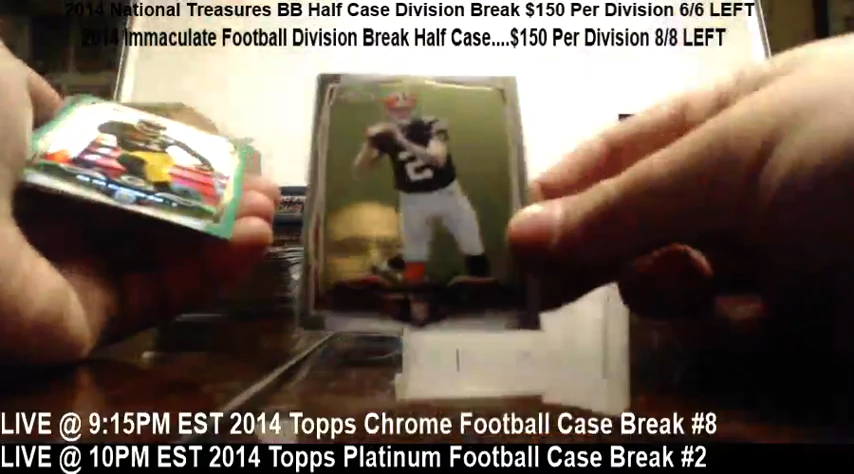 2014 National Treasures BB Half Case Division Break $150 Per Division 6/6 LEFT
2014 Immaculate Football Division Break Half Case....$150 Per Division 8/8 LEFT
2
LIVE @ 9:15PM EST 2014 Topps Chrome Football Case Break #8
LIVE @ 10PM EST 2014 Topps Platinum Football Case Break #2